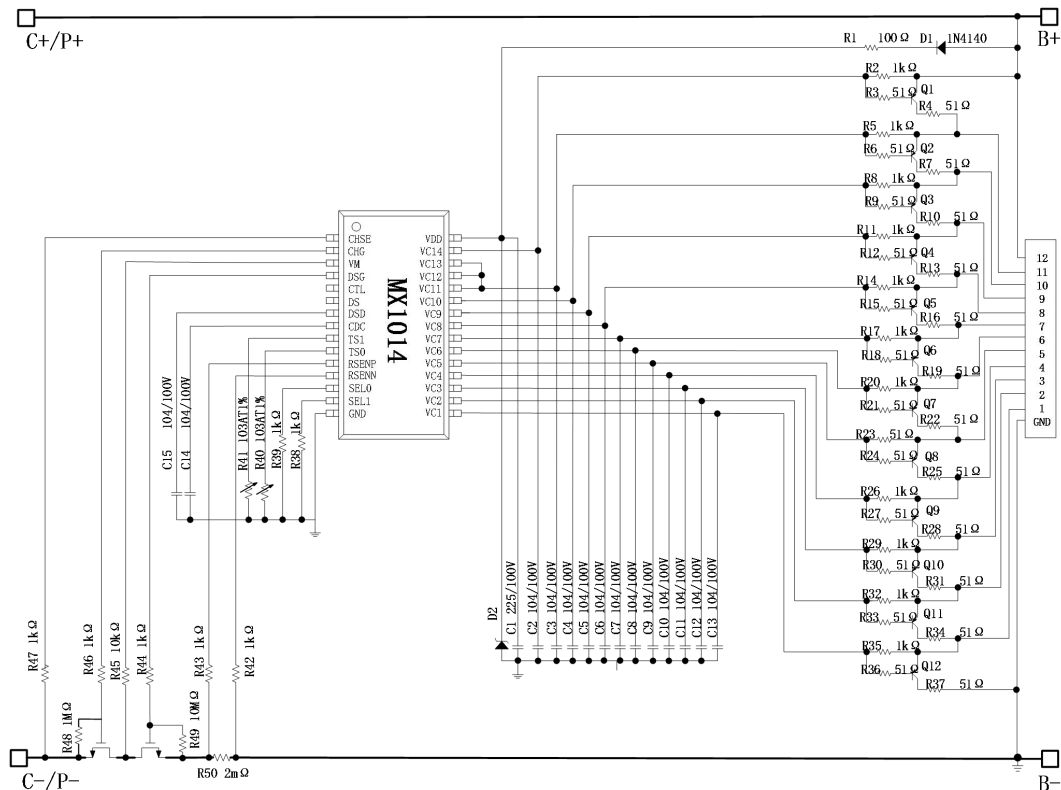 C+/P+
B+
R1 100Ω D1 1N4140
R2 1kΩ
R3 51Ω Q1
R4 51Ω
R5 1kΩ
R6 51Ω Q2
R7 51Ω
R8 1kΩ
R9 51Ω Q3
R10 51Ω
R11 1kΩ
R12 51Ω Q4
R13 51Ω
R14 1kΩ
R15 51Ω Q5
R16 51Ω
R17 1kΩ
R18 51Ω Q6
R19 51Ω
R20 1kΩ
R21 51Ω Q7
R22 51Ω
R23 51Ω
R24 51Ω Q8
R25 51Ω
R26 1kΩ
R27 51Ω Q9
R28 51Ω
R29 1kΩ
R30 51Ω Q10
R31 51Ω
R32 1kΩ
R33 51Ω Q11
R34 51Ω
R35 1kΩ
R36 51Ω Q12
R37 51Ω
12
11
10
9
8
7
6
5
4
3
2
1
GND
MX1014
CHSE VDD
CHG VC14
VM VC13
DSG VC12
CTL VC11
DS VC10
DSD VC9
CDC VC8
TS1 VC7
TS0 VC6
RSENP VC5
RSENN VC4
SEL0 VC3
SEL1 VC2
GND VC1
C15 104/100V
C14 104/100V
R41 103AT1%
R40 103AT1%
R39 1kΩ
R38 1kΩ
D2
C1 225/100V
C2 104/100V
C3 104/100V
C4 104/100V
C5 104/100V
C6 104/100V
C7 104/100V
C8 104/100V
C9 104/100V
C10 104/100V
C11 104/100V
C12 104/100V
C13 104/100V
R47 1kΩ
R46 1kΩ
R45 10kΩ
R44 1kΩ
R43 1kΩ
R42 1kΩ
R48 1MΩ
R49 10MΩ
R50 2mΩ
C-/P-
B-